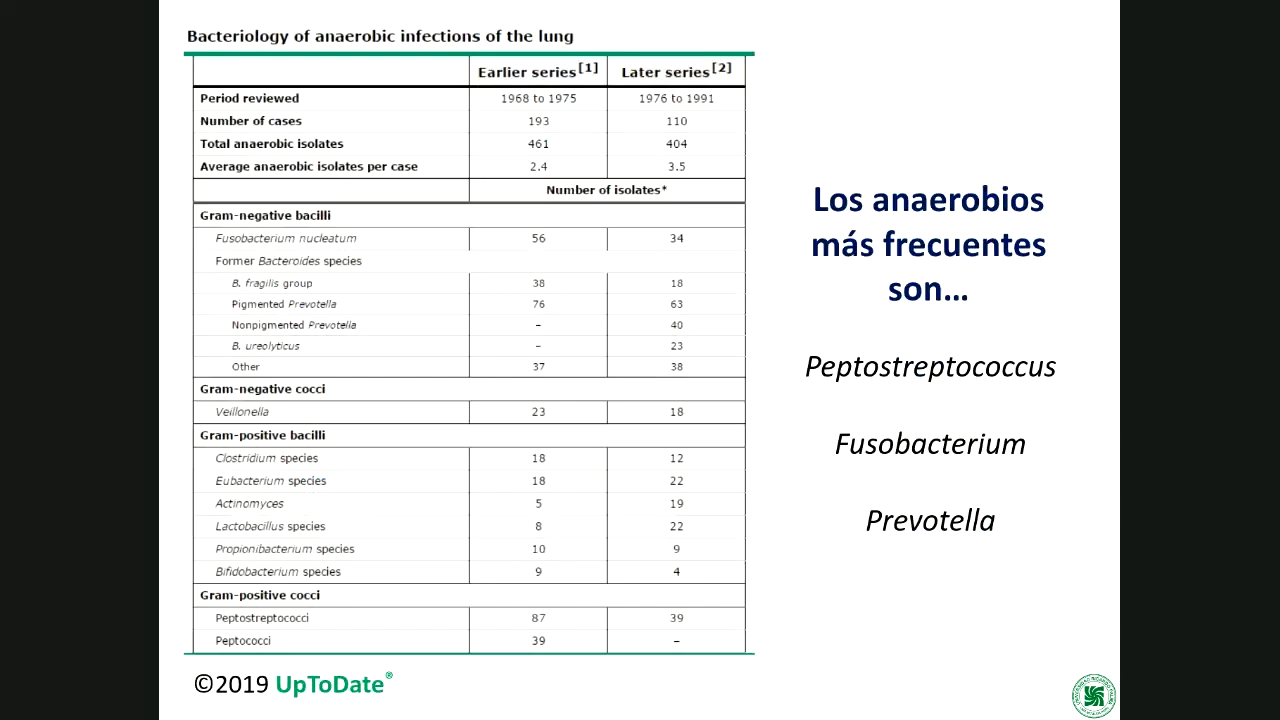 Bacteriology of anaerobic infections of the lung
Earlier series[1] Later series[2]
Period reviewed 1968 to 1975 1976 to 1991
Number of cases 193 110
Total anaerobic isolates 461 404
Average anaerobic isolates per case 2.4 3.5
Number of isolates*
Gram-negative bacilli
Fusobacterium nucleatum 56 34
Former Bacteroides species
B. fragilis group 38 18
Pigmented Prevotella 76 63
Nonpigmented Prevotella – 40
B. ureolyticus – 23
Other 37 38
Gram-negative cocci
Veillonella 23 18
Gram-positive bacilli
Clostridium species 18 12
Eubacterium species 18 22
Actinomyces 5 19
Lactobacillus species 8 22
Propionibacterium species 10 9
Bifidobacterium species 9 4
Gram-positive cocci
Peptostreptococci 87 39
Peptococci 39 –
©2019 UpToDate®
Los anaerobios
más frecuentes
son...
Peptostreptococcus
Fusobacterium
Prevotella